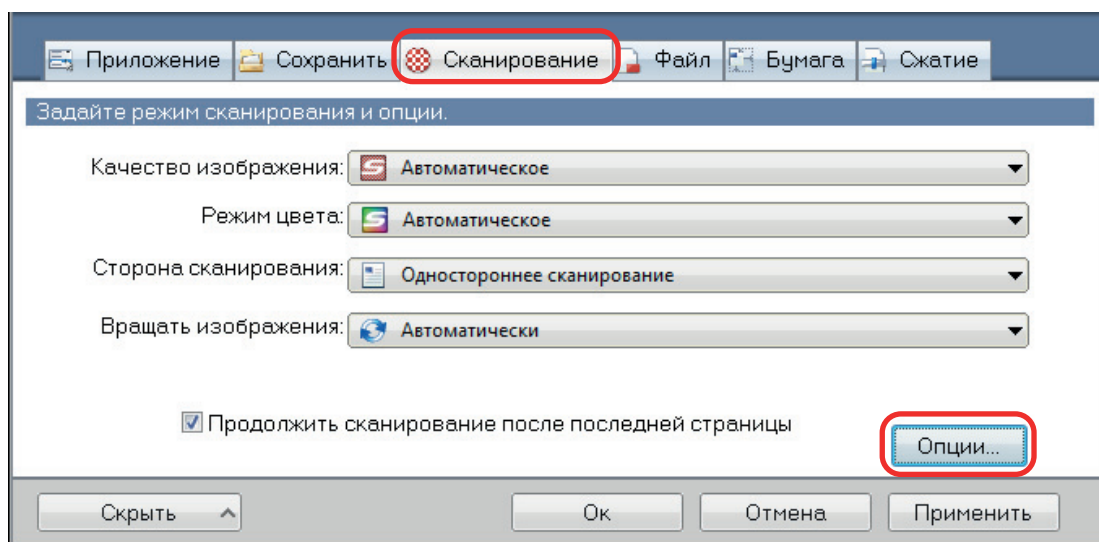 Приложение Сохранить Сканирование Файл Бумага Сжатие
Задайте режим сканирования и опции.
Качество изображения: Автоматическое
Режим цвета: Автоматическое
Сторона сканирования: Одностороннее сканирование
Вращать изображения: Автоматически
Продолжить сканирование после последней страницы
Опции...
Скрыть Ок Отмена Применить